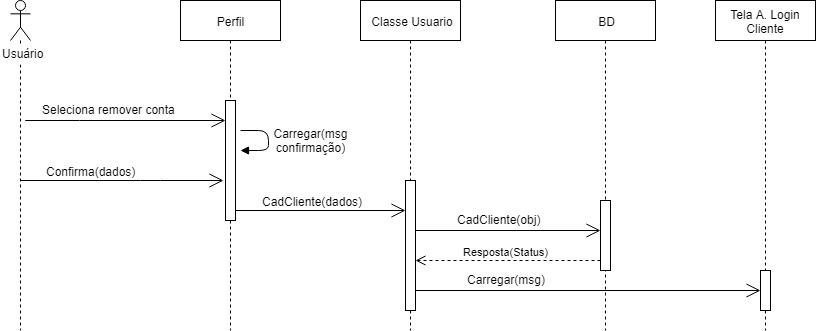 Usuário
Perfil
Classe Usuario
BD
Tela A. Login
Cliente
Seleciona remover conta
Carregar(msg
confirmação)
Confirma(dados)
CadCliente(dados)
CadCliente(obj)
Resposta(Status)
Carregar(msg)